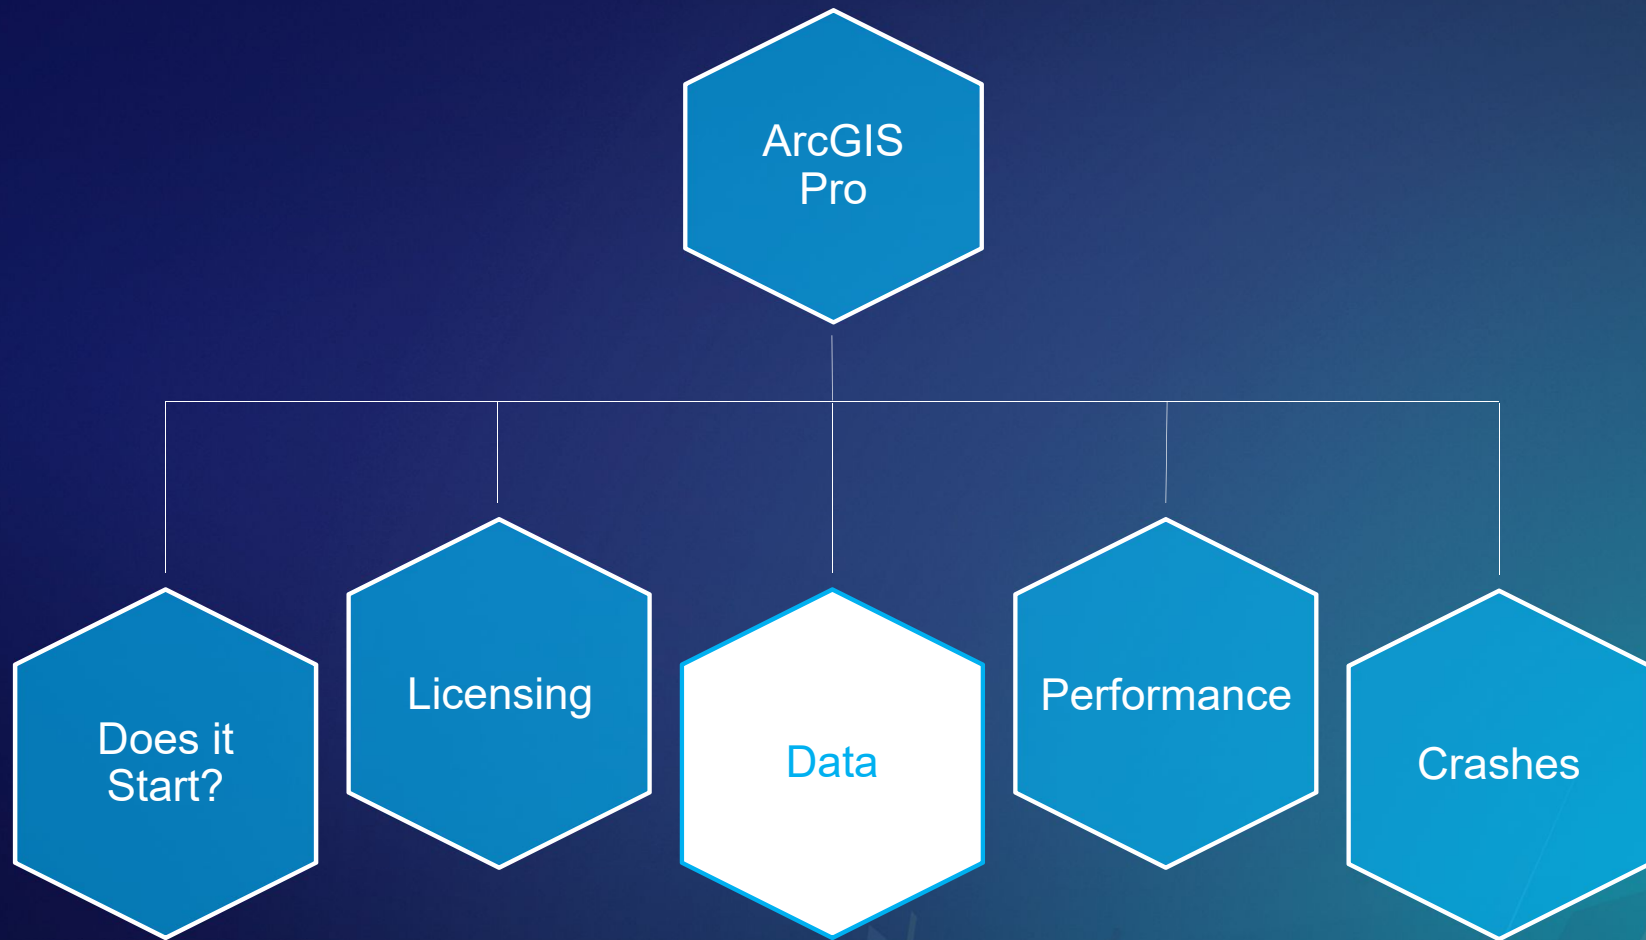 ArcGIS
Pro
Does it
Start?
Licensing
Data
Performance
Crashes